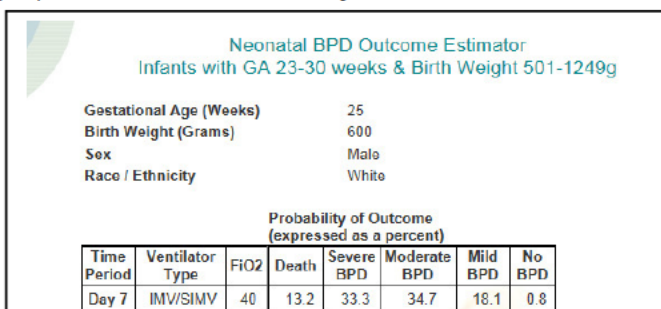 Neonatal BPD Outcome Estimator
Infants with GA 23-30 weeks & Birth Weight 501-1249g
Gestational Age (Weeks) 25
Birth Weight (Grams) 600
Sex Male
Race / Ethnicity White
Probability of Outcome
(expressed as a percent)
Time Period Ventilator Type FiO2 Death Severe BPD Moderate BPD Mild BPD No BPD
Day 7 IMV/SIMV 40 13.2 33.3 34.7 18.1 0.8